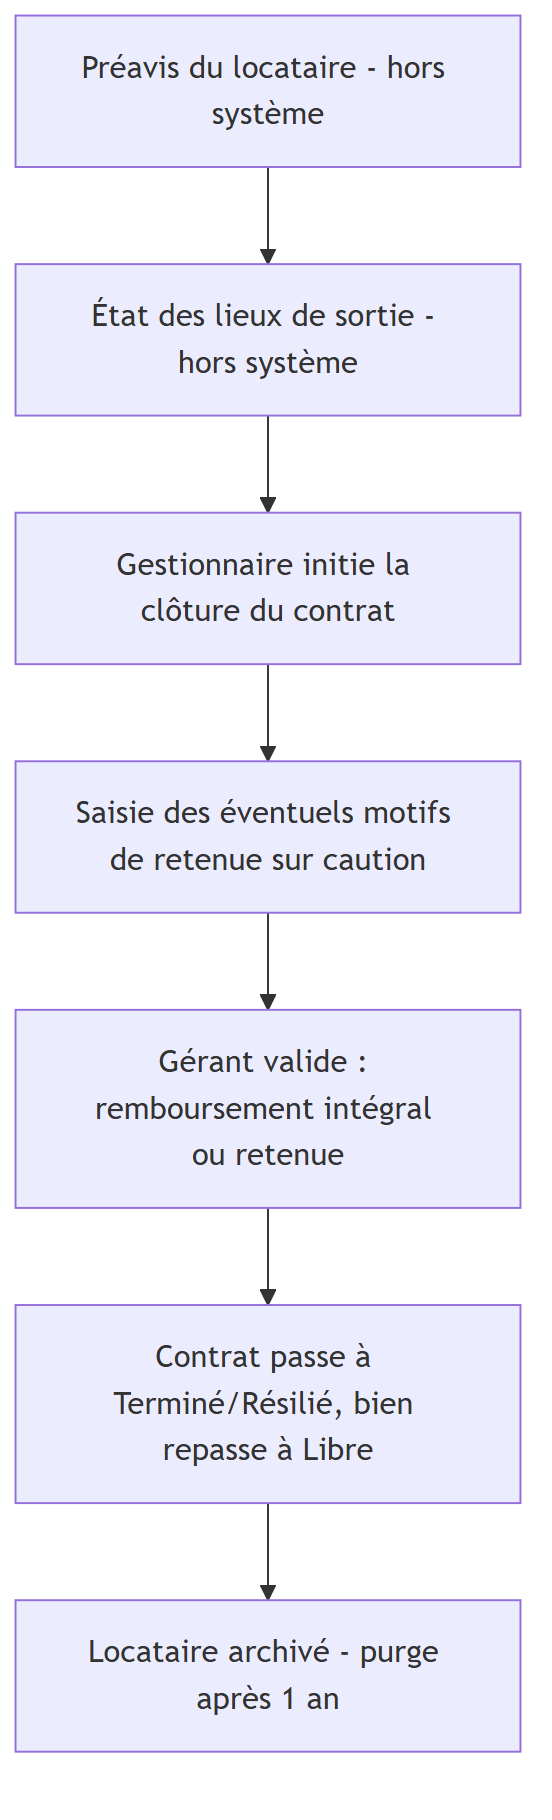 Préavis du locataire - hors
système
État des lieux de sortie -
hors système
Gestionnaire initie la
clôture du contrat
Saisie des éventuels motifs
de retenue sur caution
Gérant valide :
remboursement intégral
ou retenue
Contrat passe à
Terminé/Résilié, bien
repasse à Libre
Locataire archivé - purge
après 1 an